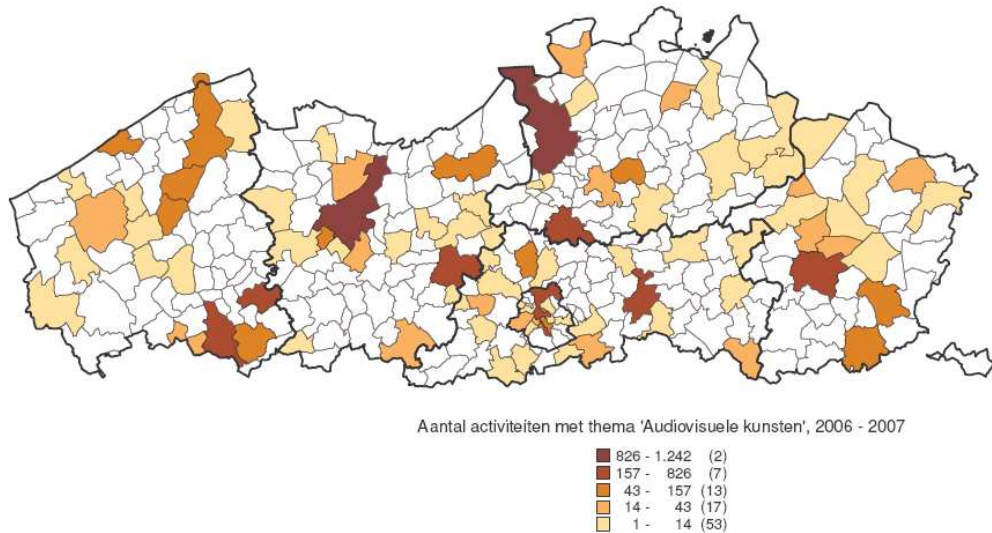 Aantal activiteiten met thema 'Audiovisuele kunsten', 2006 - 2007
826 - 1.242 (2)
157 - 826 (7)
43 - 157 (13)
14 - 43 (17)
1 - 14 (53)